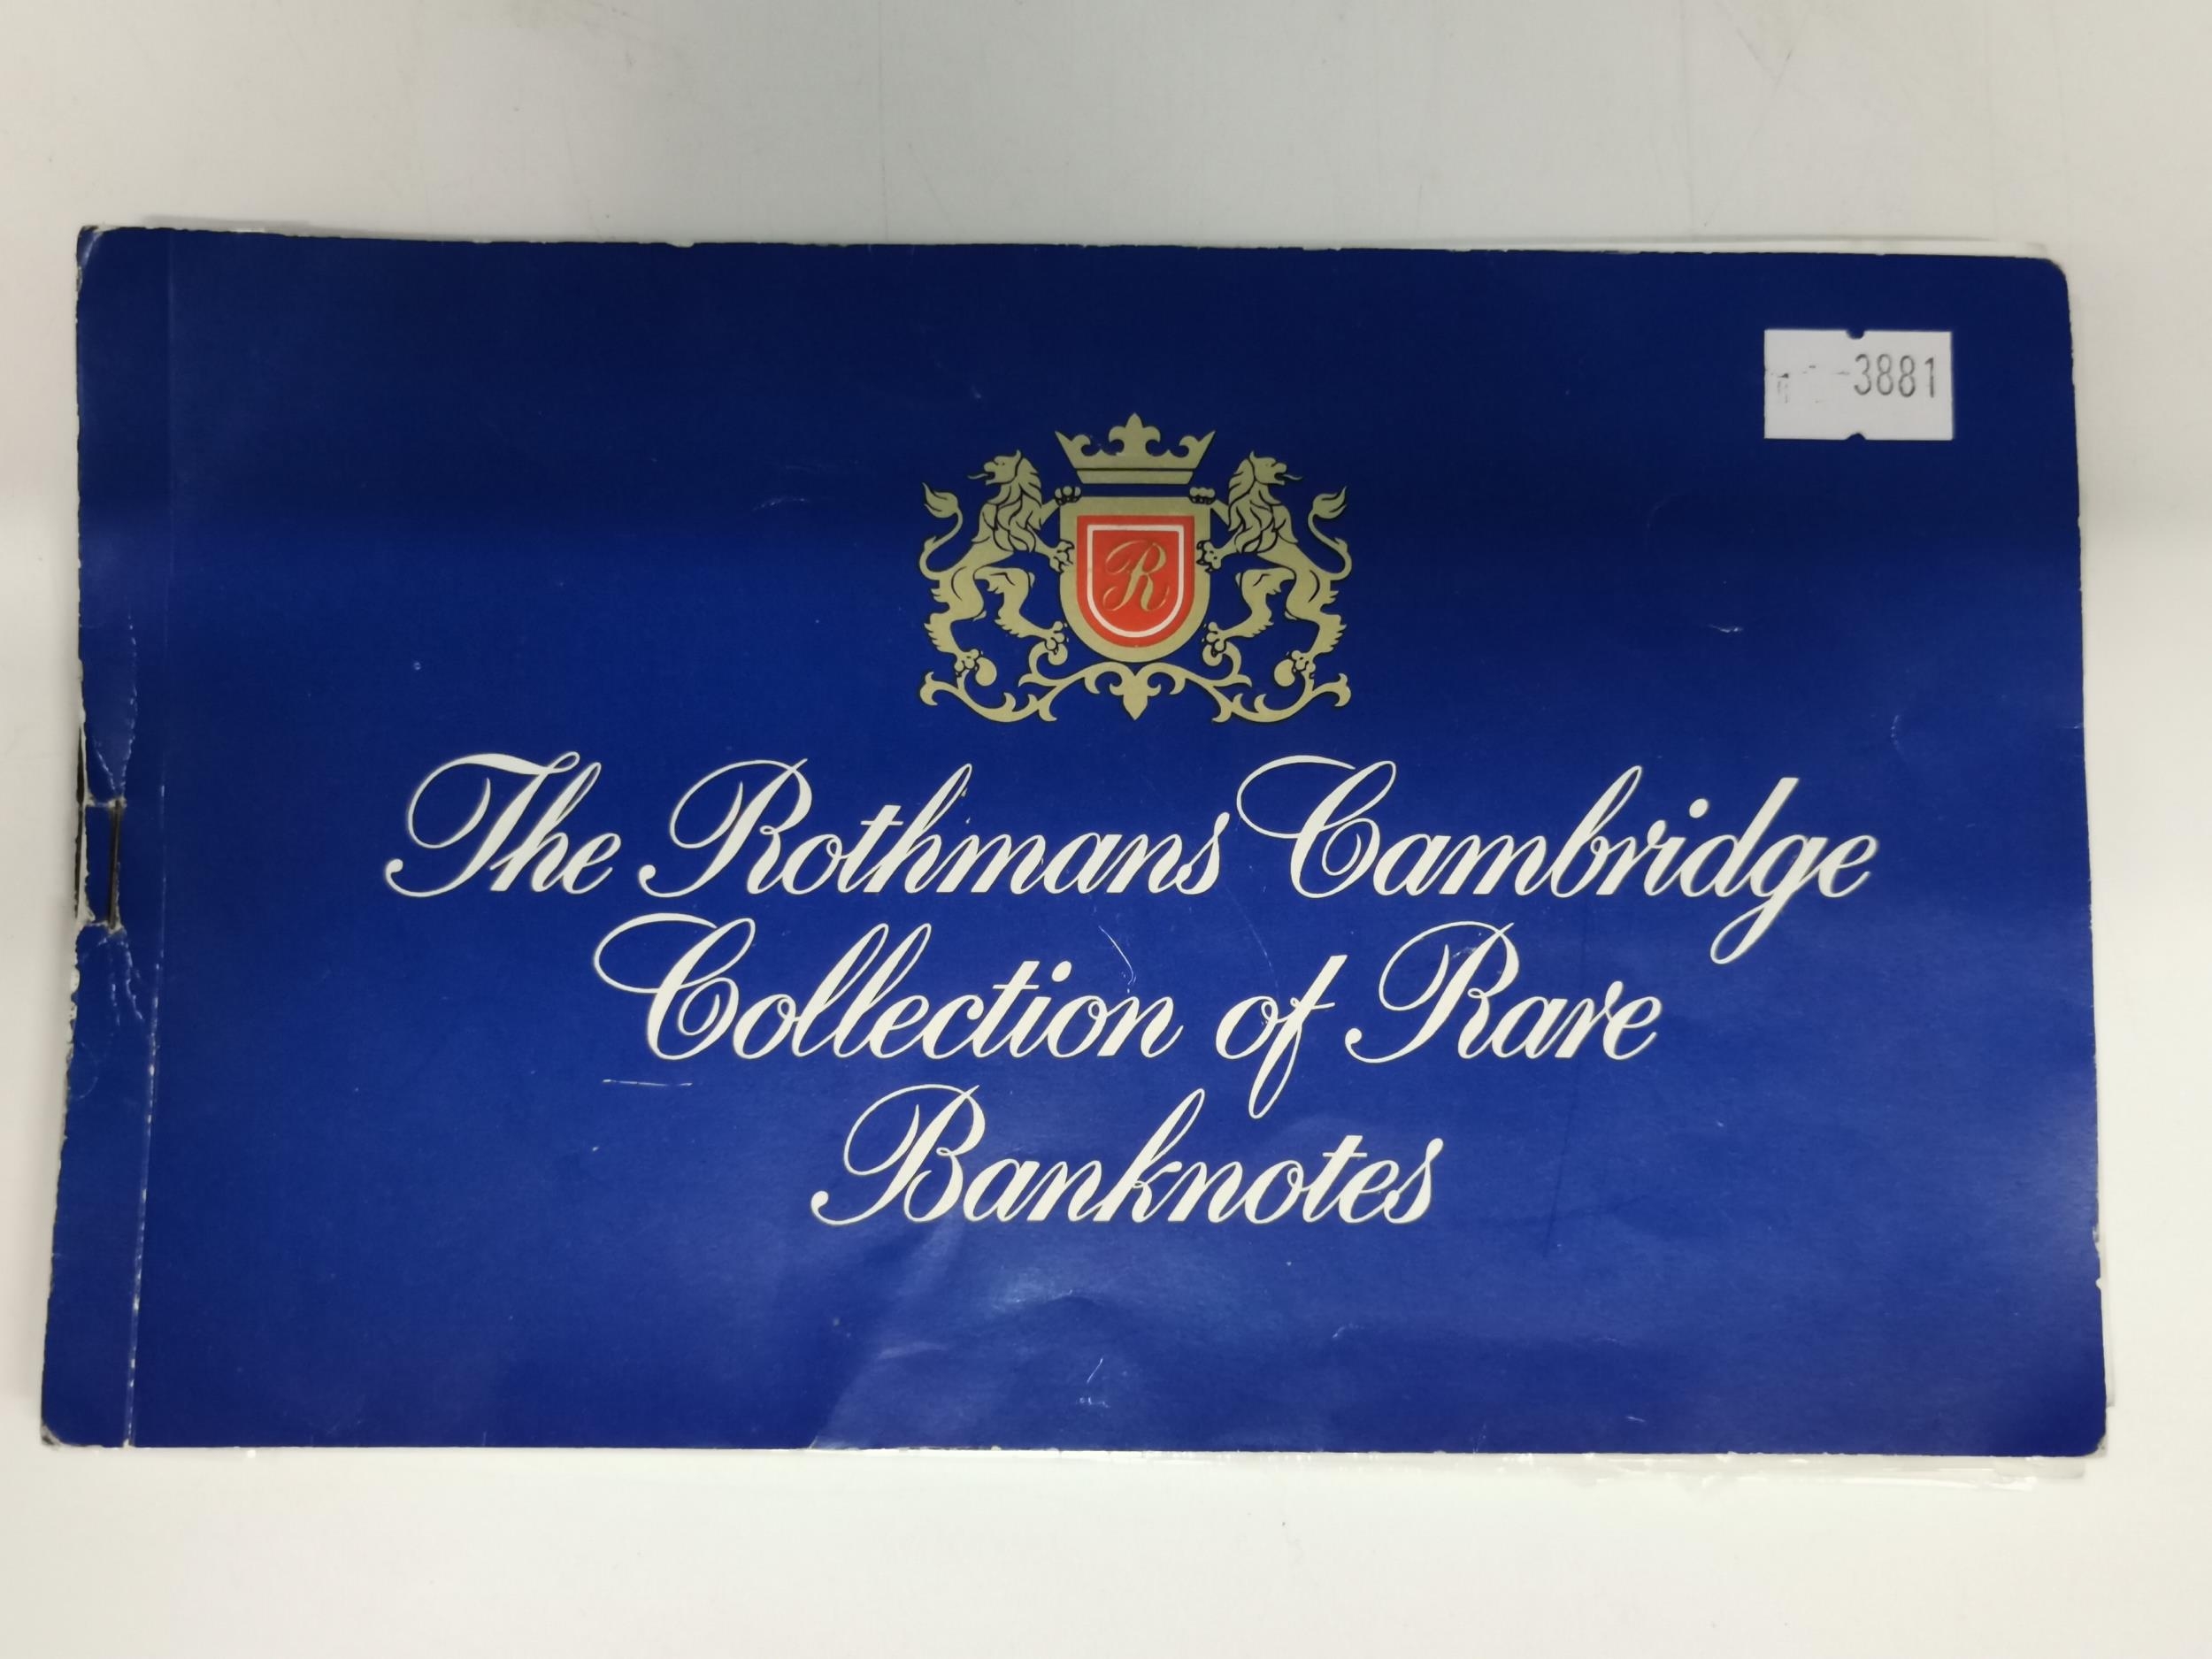 3881
R
The Rothmans Cambridge
Collection of Rare
Banknotes